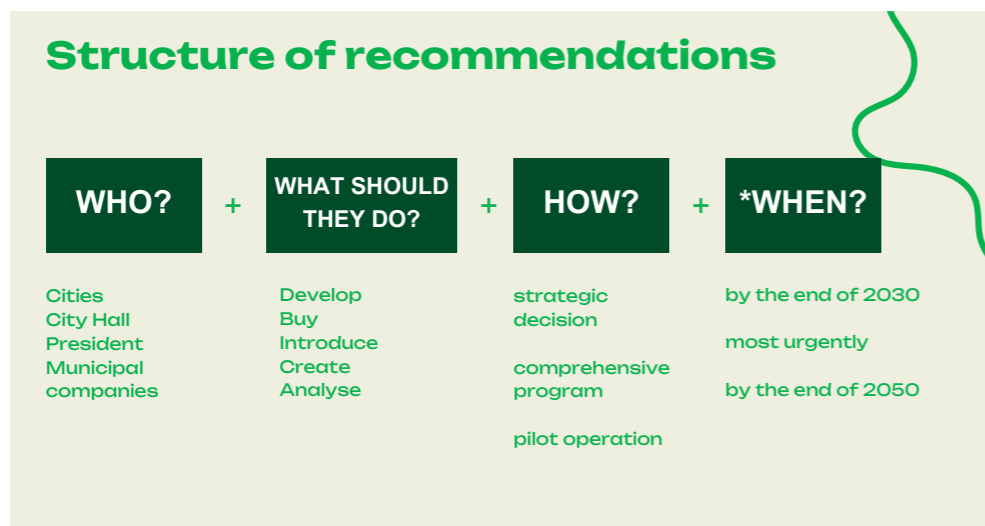 Structure of recommendations
WHO?
+
WHAT SHOULD
THEY DO?
+
HOW?
+
*WHEN?
Cities
City Hall
President
Municipal
companies
Develop
Buy
Introduce
Create
Analyse
strategic
decision
comprehensive
program
pilot operation
by the end of 2030
most urgently
by the end of 2050